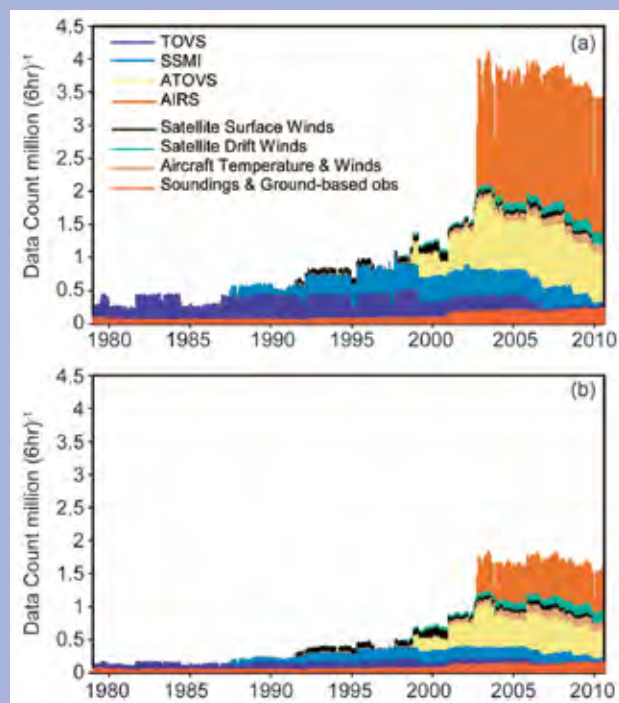 (a)
TOVS
SSMI
ATOVS
AIRS
Satellite Surface Winds
Satellite Drift Winds
Aircraft Temperature & Winds
Soundings & Ground-based obs
Data Count million (6hr)⁻¹
4.5
4
3.5
3
2.5
2
1.5
1
0.5
0
1980 1985 1990 1995 2000 2005 2010
(b)
Data Count million (6hr)⁻¹
4.5
4
3.5
3
2.5
2
1.5
1
0.5
0
1980 1985 1990 1995 2000 2005 2010